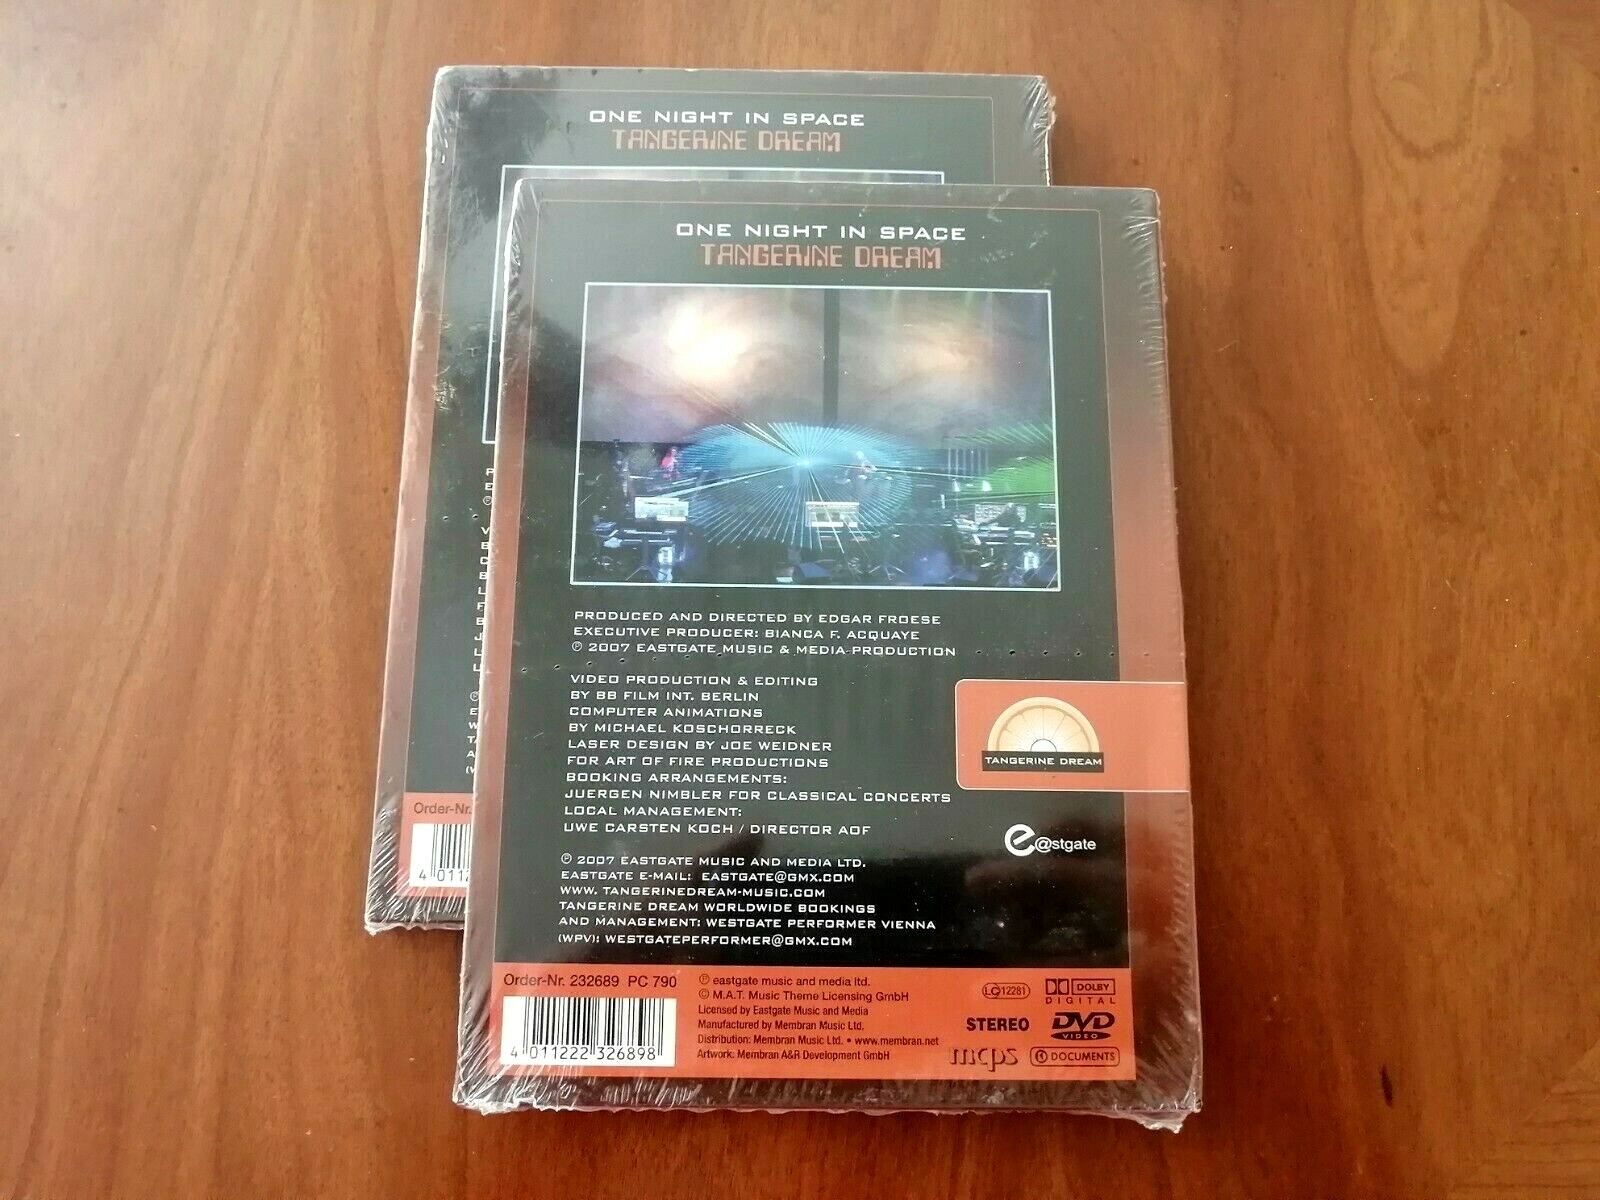 ONE NIGHT IN SPACE
TANGERINE DREAM
Order-Nr.
4 0112
ONE NIGHT IN SPACE
TANGERINE DREAM
PRODUCED AND DIRECTED BY EDGAR FROESE
EXECUTIVE PRODUCER: BIANCA F. ACQUAYE
℗ 2007 EASTGATE MUSIC & MEDIA-PRODUCTION
VIDEO PRODUCTION & EDITING
BY BB FILM INT. BERLIN
COMPUTER ANIMATIONS
BY MICHAEL KOSCHORRECK
LASER DESIGN BY JOE WEIDNER
FOR ART OF FIRE PRODUCTIONS
BOOKING ARRANGEMENTS:
JUERGEN NIMBLER FOR CLASSICAL CONCERTS
LOCAL MANAGEMENT:
UWE CARSTEN KOCH / DIRECTOR AOF
℗ 2007 EASTGATE MUSIC AND MEDIA LTD.
EASTGATE E-MAIL: EASTGATE@GMX.COM
WWW. TANGERINEDREAM-MUSIC.COM
TANGERINE DREAM WORLDWIDE BOOKINGS
AND MANAGEMENT: WESTGATE PERFORMER VIENNA
(WPV): WESTGATEPERFORMER@GMX.COM
TANGERINE DREAM
e@stgate
Order-Nr. 232689 PC 790
4 011222 326898
℗ eastgate music and media ltd.
© M.A.T. Music Theme Licensing GmbH
Licensed by Eastgate Music and Media
Manufactured by Membran Music Ltd.
Distribution: Membran Music Ltd. • www.membran.net
Artwork: Membran A&R Development GmbH
LC 12281
DOLBY
DIGITAL
STEREO
DVD
VIDEO
mcps
DOCUMENTS